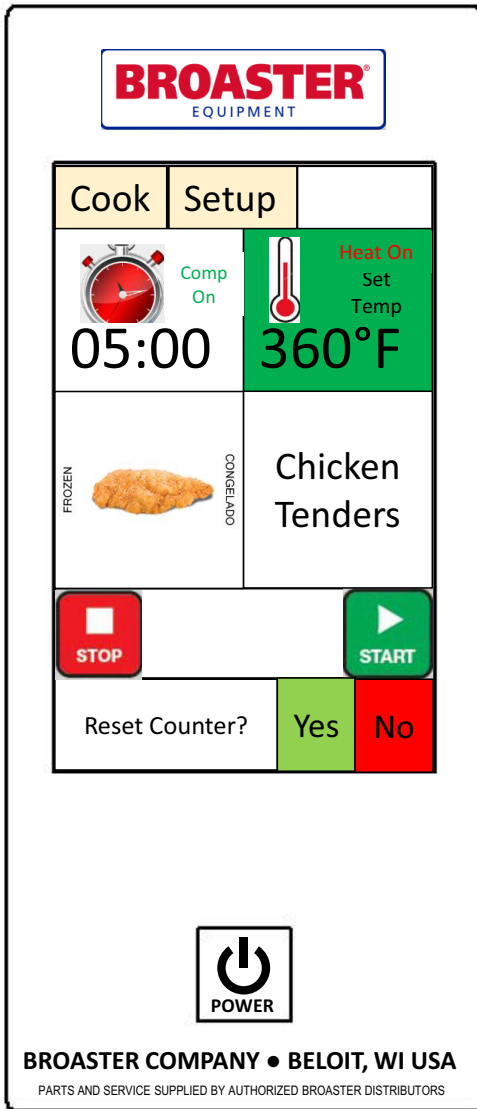 BROASTER®
EQUIPMENT
Cook
Setup
Comp
On
05:00
Heat On
Set
Temp
360°F
FROZEN
CONGELADO
Chicken
Tenders
STOP
START
Reset Counter?
Yes
No
POWER
BROASTER COMPANY ● BELOIT, WI USA
PARTS AND SERVICE SUPPLIED BY AUTHORIZED BROASTER DISTRIBUTORS